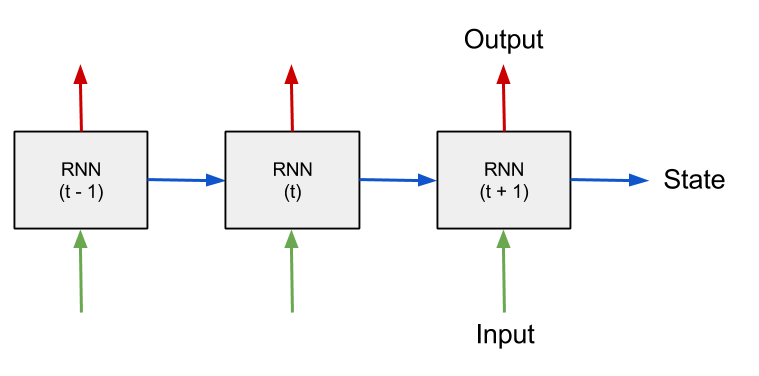 Output
RNN
(t - 1)
RNN
(t)
RNN
(t + 1)
State
Input